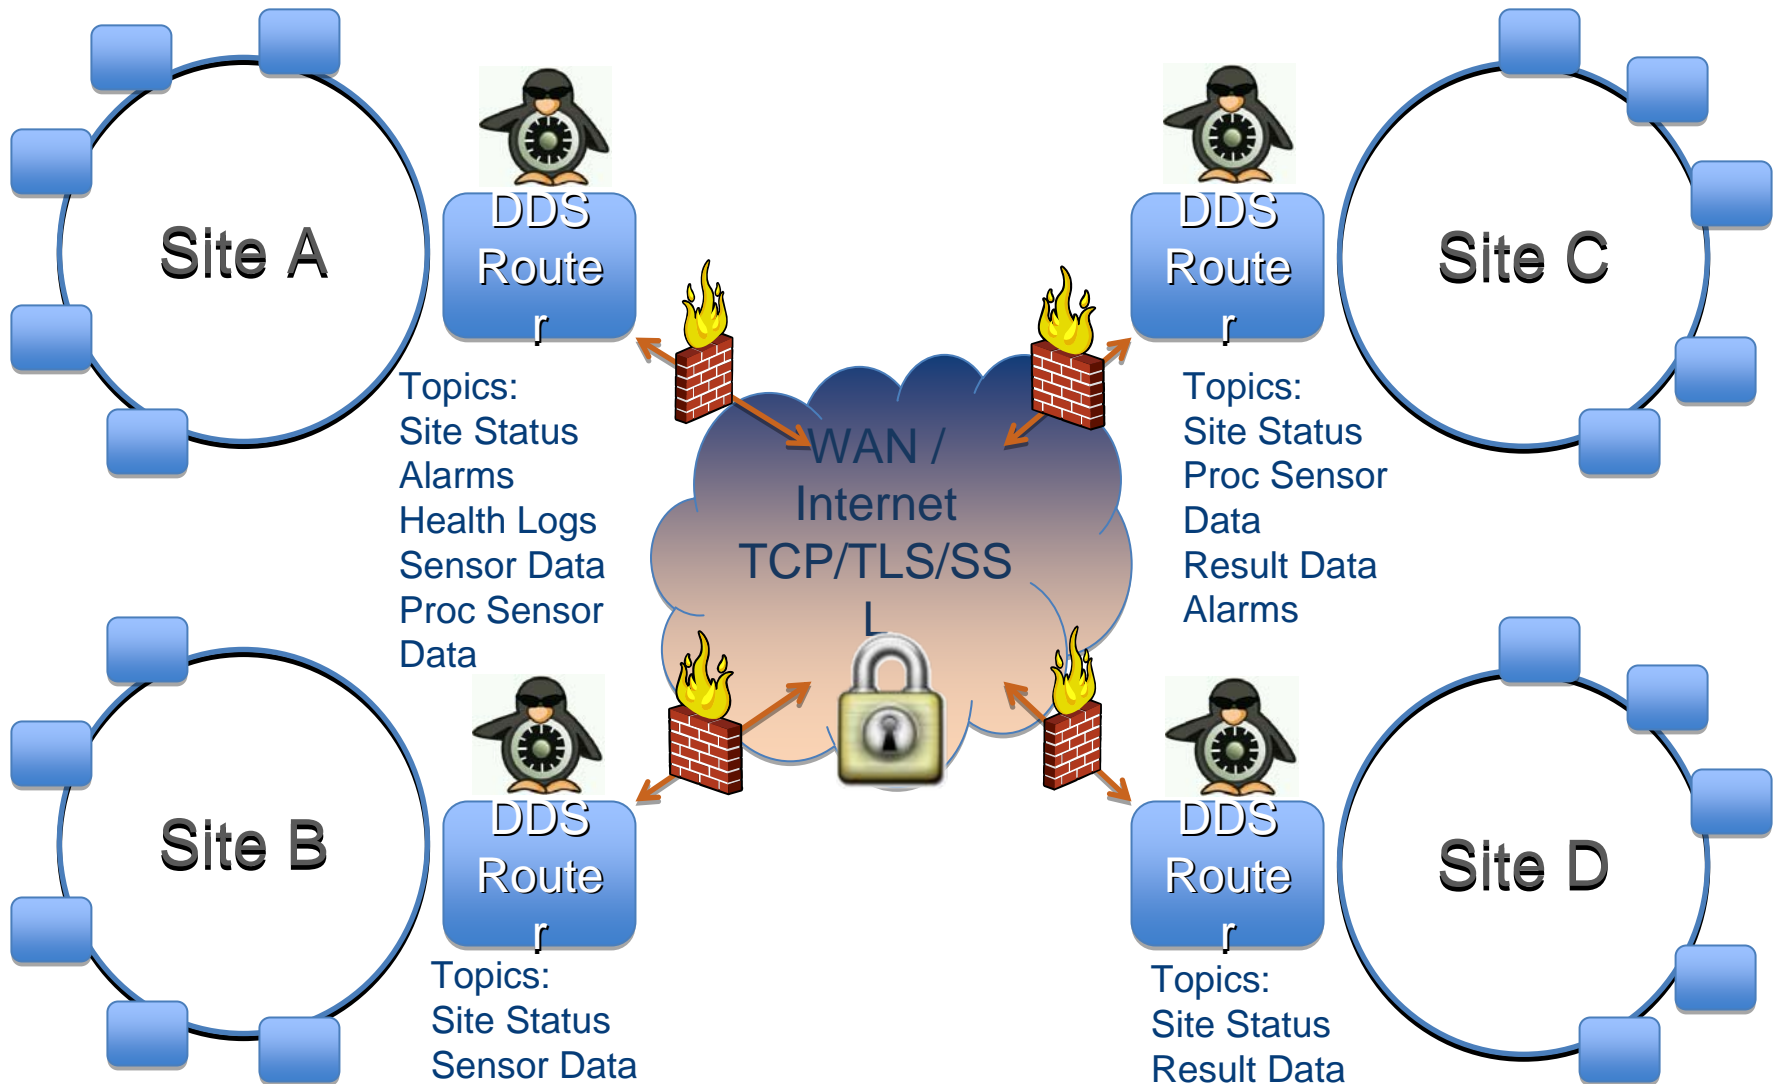 Site A
DDS
Route
r
Topics:
Site Status
Alarms
Health Logs
Sensor Data
Proc Sensor
Data
WAN /
Internet
TCP/TLS/SS
L
DDS
Route
r
Site C
Topics:
Site Status
Proc Sensor
Data
Result Data
Alarms
Site B
DDS
Route
r
Topics:
Site Status
Sensor Data
DDS
Route
r
Site D
Topics:
Site Status
Result Data